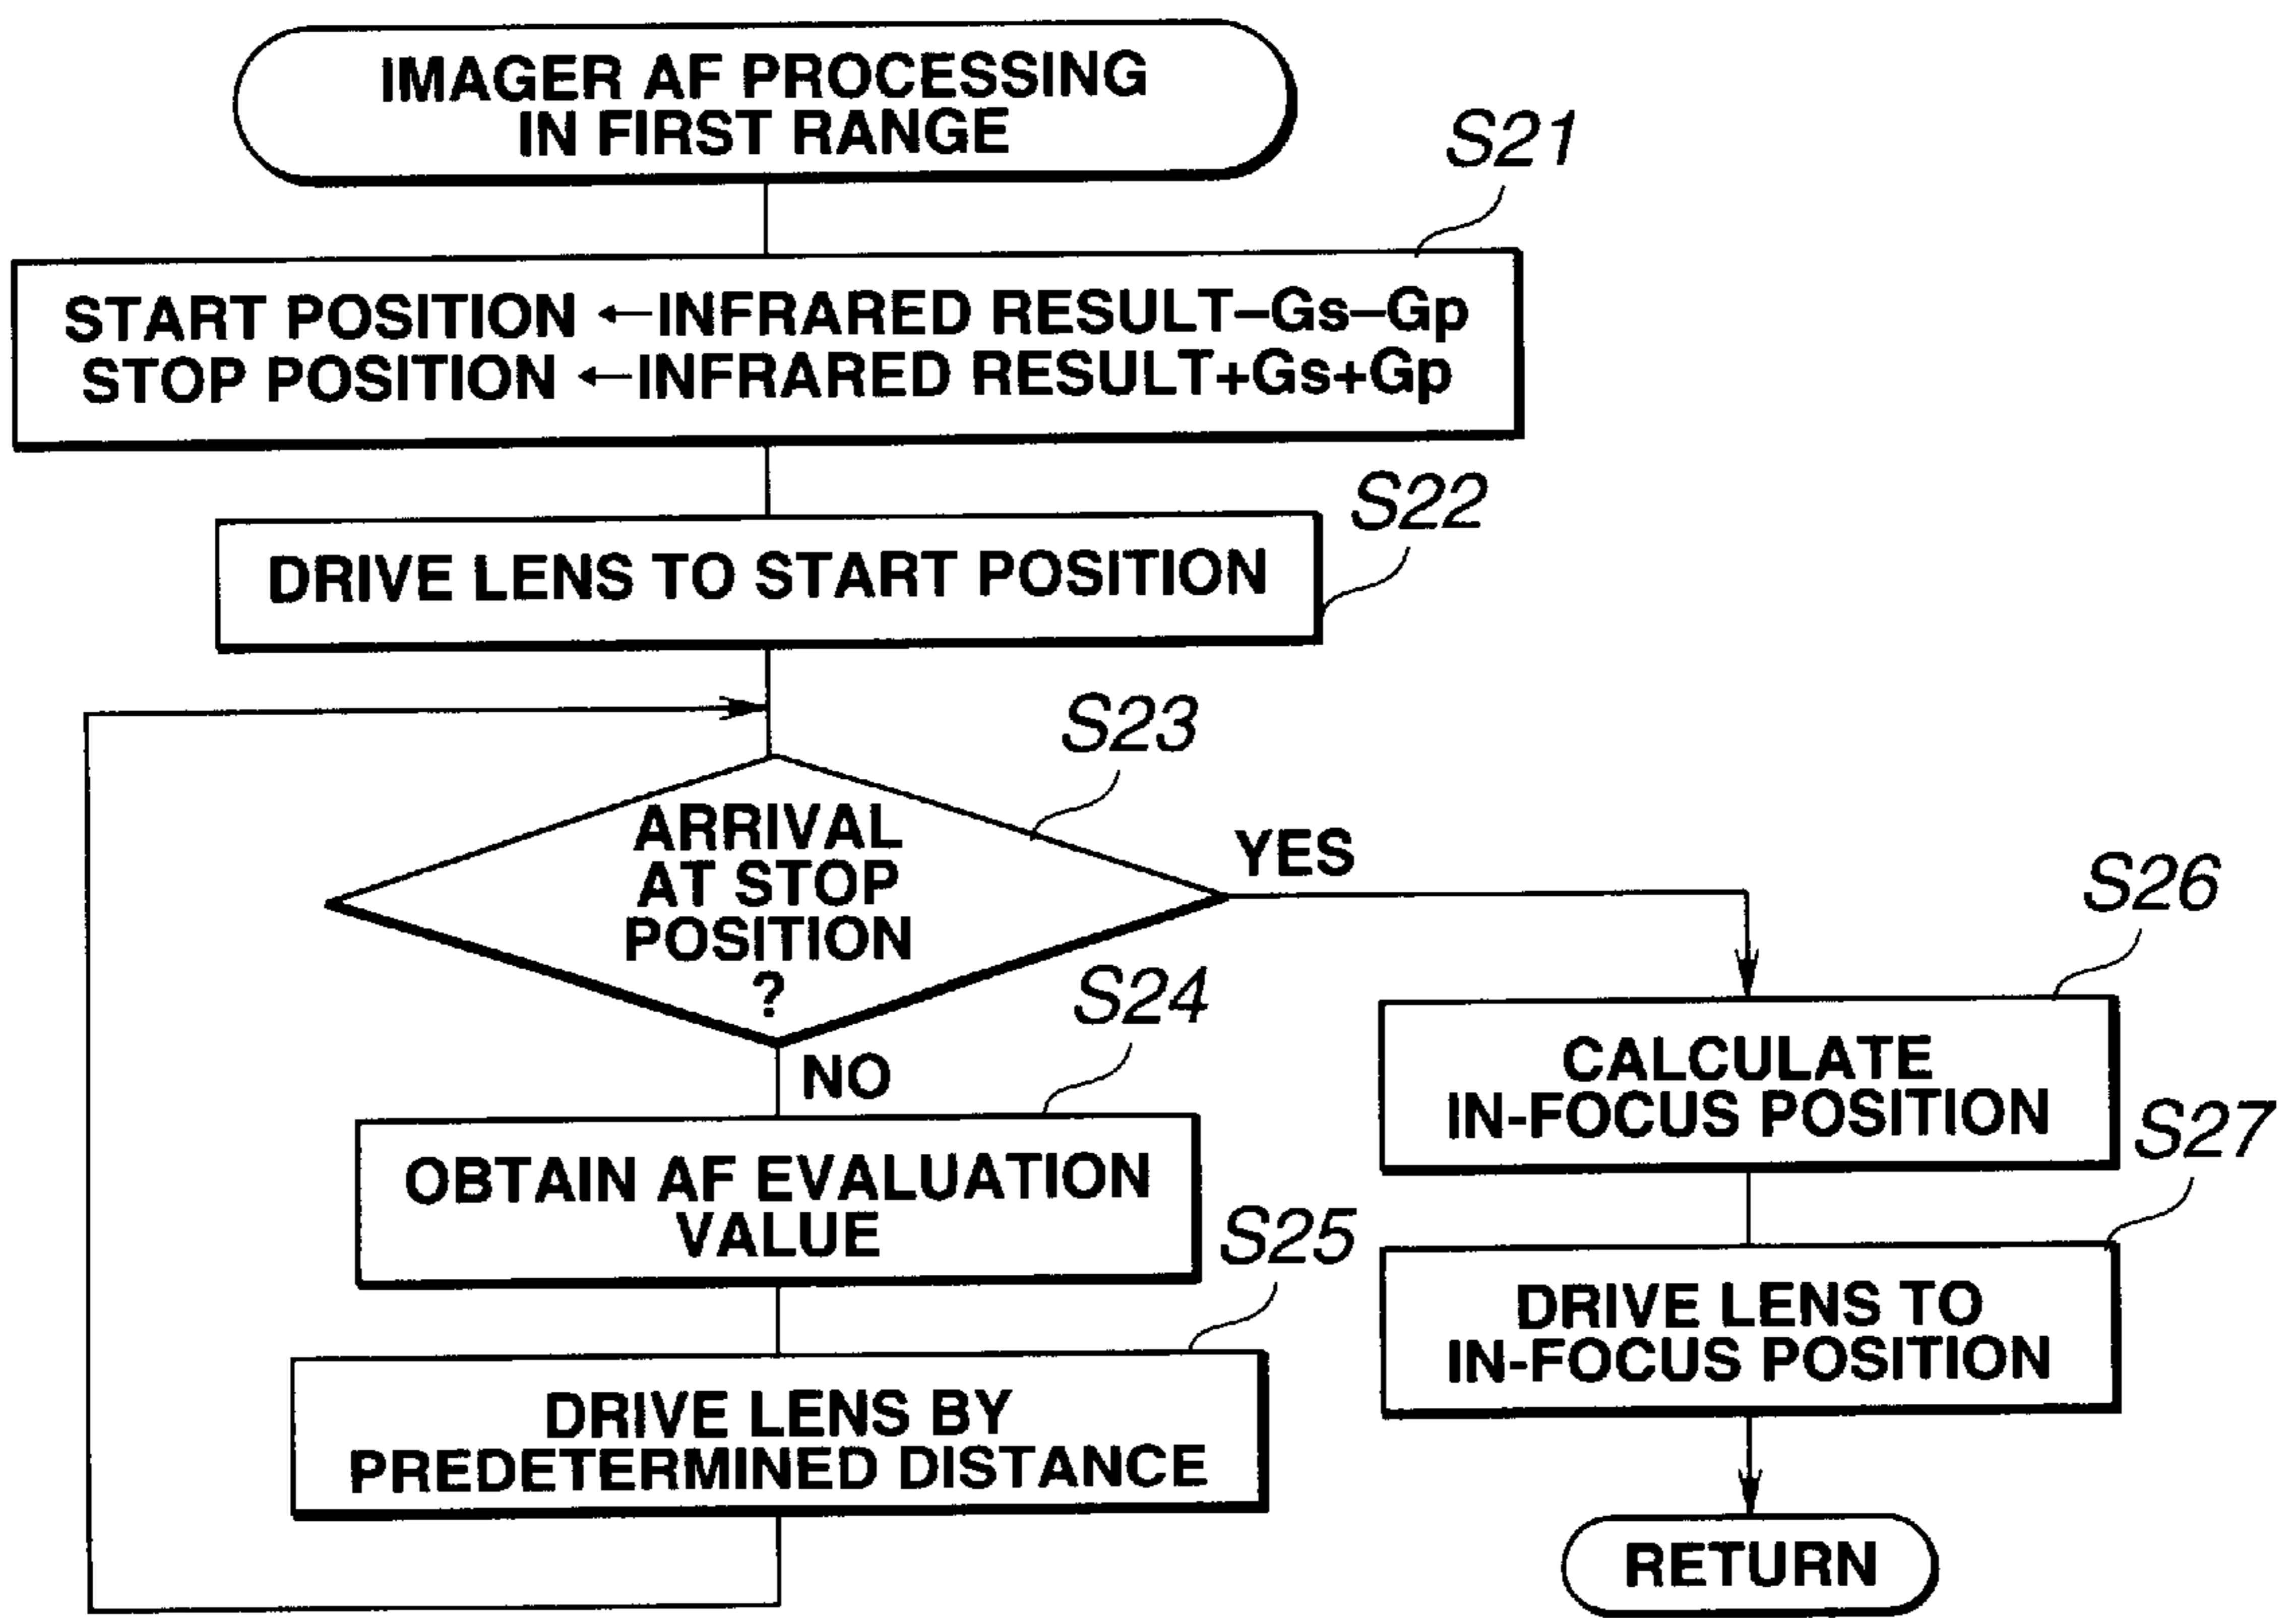 IMAGER AF PROCESSING
IN FIRST RANGE
S21
START POSITION ←INFRARED RESULT–Gs–Gp
STOP POSITION ←INFRARED RESULT+Gs+Gp
S22
DRIVE LENS TO START POSITION
S23
ARRIVAL
AT STOP
POSITION
?
YES
NO
S24
OBTAIN AF EVALUATION
VALUE
S25
DRIVE LENS BY
PREDETERMINED DISTANCE
S26
CALCULATE
IN-FOCUS POSITION
S27
DRIVE LENS TO
IN-FOCUS POSITION
RETURN